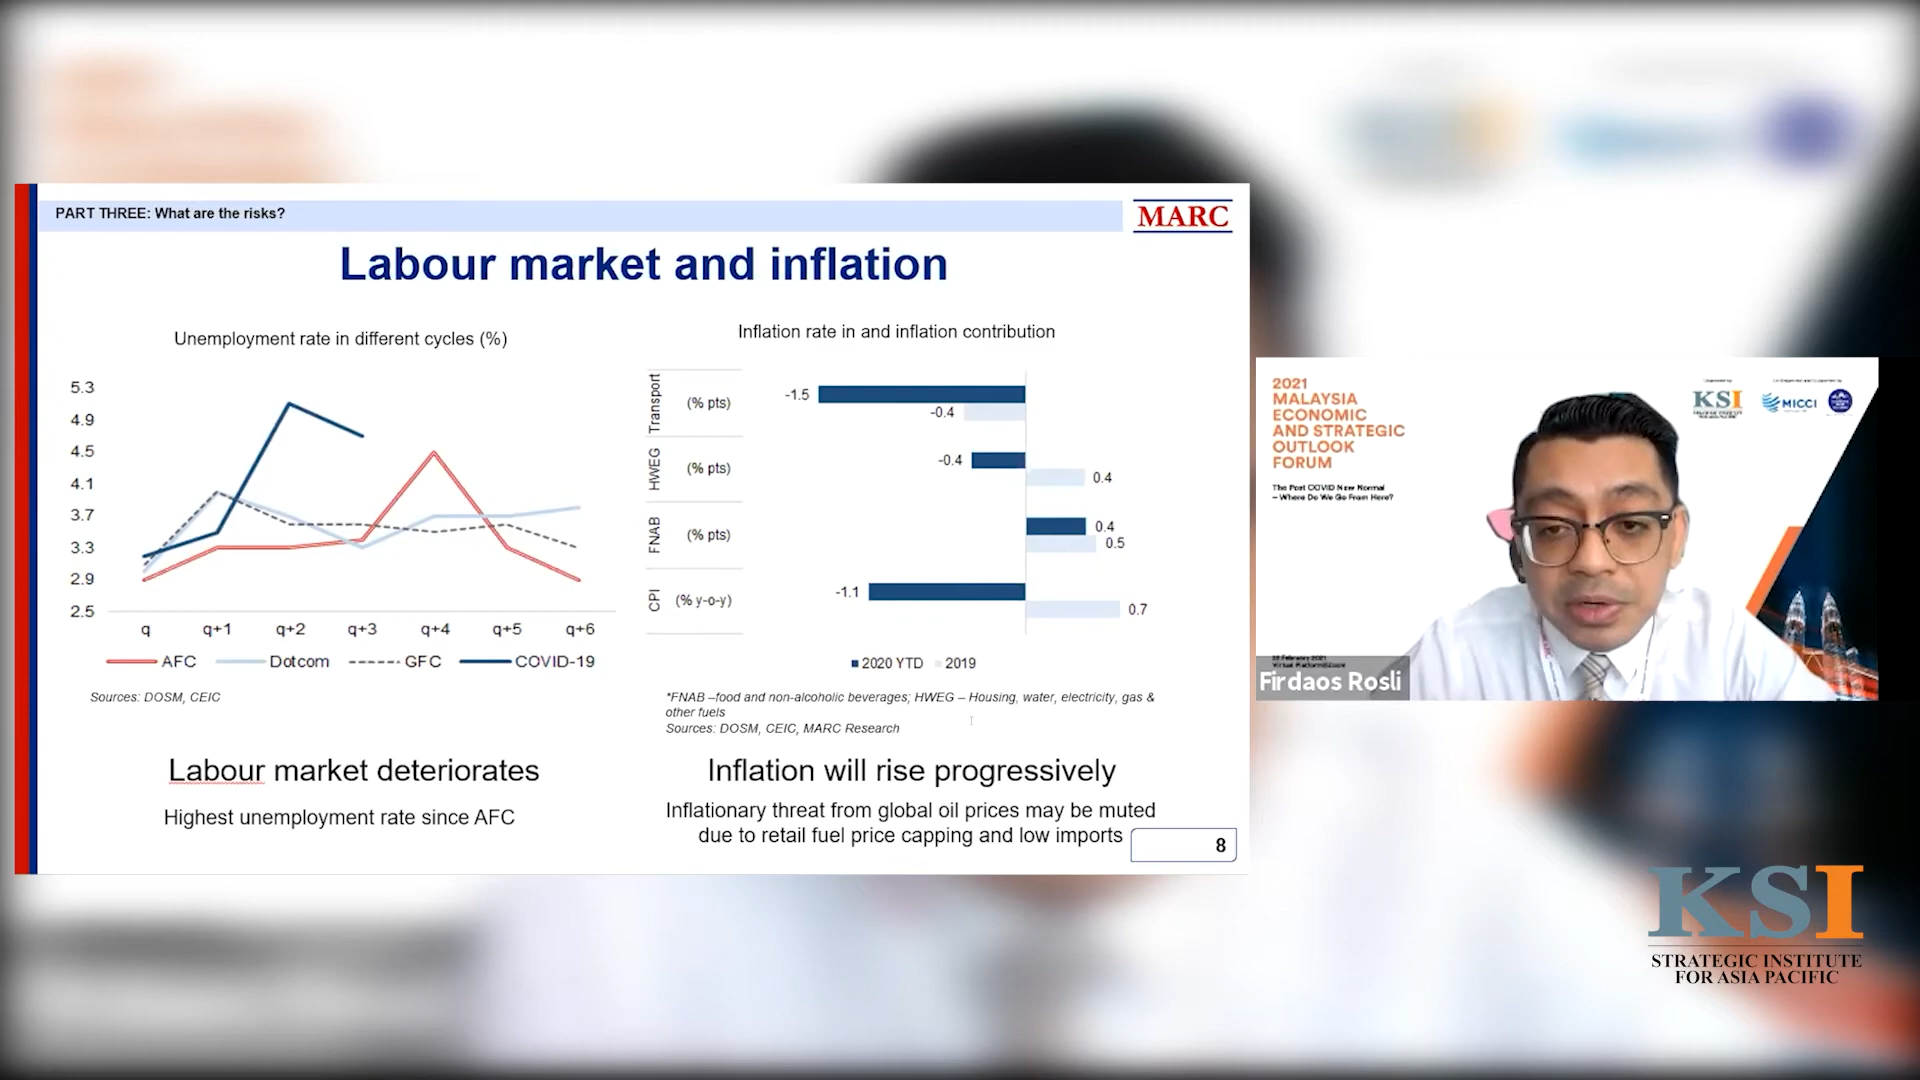 PART THREE: What are the risks?
MARC
Labour market and inflation
Unemployment rate in different cycles (%)
5.3
4.9
4.5
4.1
3.7
3.3
2.9
2.5
q q+1 q+2 q+3 q+4 q+5 q+6
AFC Dotcom GFC COVID-19
Sources: DOSM, CEIC
Labour market deteriorates
Highest unemployment rate since AFC
Inflation rate in and inflation contribution
Transport (% pts) -1.5
-0.4
HWEG (% pts) -0.4
0.4
FNAB (% pts) 0.4
0.5
CPI (% y-o-y) -1.1
0.7
2020 YTD 2019
*FNAB –food and non-alcoholic beverages; HWEG – Housing, water, electricity, gas &
other fuels
Sources: DOSM, CEIC, MARC Research
Inflation will rise progressively
Inflationary threat from global oil prices may be muted
due to retail fuel price capping and low imports
8
2021
MALAYSIA
ECONOMIC
AND STRATEGIC
OUTLOOK
FORUM
The Post COVID New Normal
– Where Do We Go From Here?
KSI
MICCI
Firdaos Rosli
KSI
STRATEGIC INSTITUTE
FOR ASIA PACIFIC